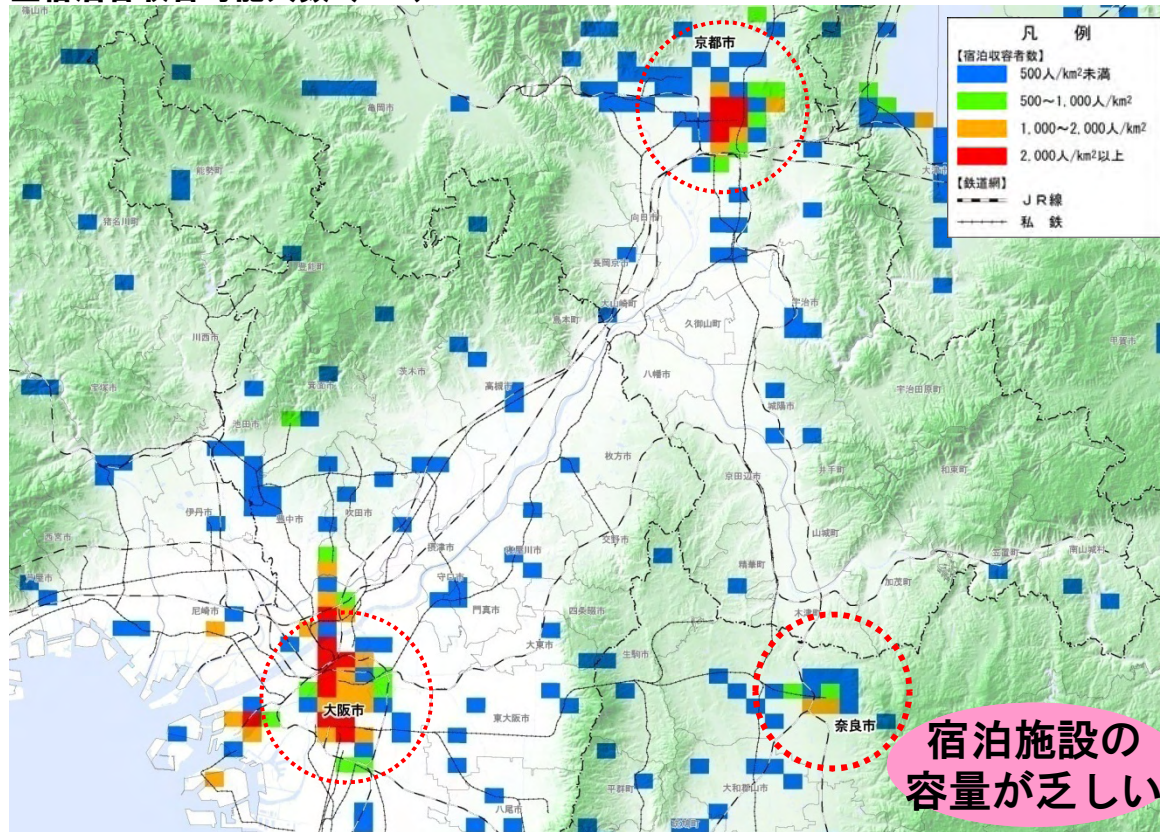 篠山市
京都市
亀岡市
能勢町
猪名川町
豊能町
向日市
長岡京市
大山崎町
島本町
久御山町
宇治市
川西市
宝塚市
箕面市
茨木市
高槻市
八幡市
宇治田原町
甲賀市
池田市
城陽市
枚方市
京田辺市
井手町
和束町
伊丹市
豊中市
吹田市
摂津市
寝屋川市
交野市
山城町
西宮市
笠置町
南山城村
精華町
加茂町
守口市
門真市
四条畷市
木津町
尼崎市
大東市
生駒市
大阪市
東大阪市
奈良市
平群町
大和郡山市
八尾市
凡 例
【宿泊収容者数】
500人/km²未満
500～1,000人/km²
1,000～2,000人/km²
2,000人/km²以上
【鉄道網】
ＪＲ線
私 鉄
宿泊施設の
容量が乏しい